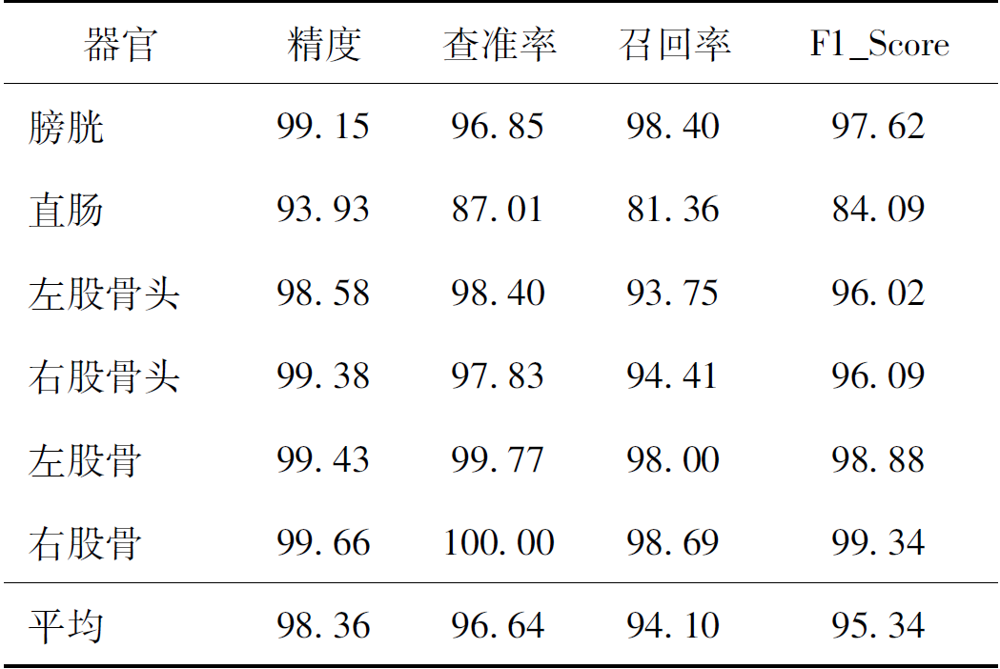 器官 精度 查准率 召回率 F1_Score
膀胱 99.15 96.85 98.40 97.62
直肠 93.93 87.01 81.36 84.09
左股骨头 98.58 98.40 93.75 96.02
右股骨头 99.38 97.83 94.41 96.09
左股骨 99.43 99.77 98.00 98.88
右股骨 99.66 100.00 98.69 99.34
平均 98.36 96.64 94.10 95.34